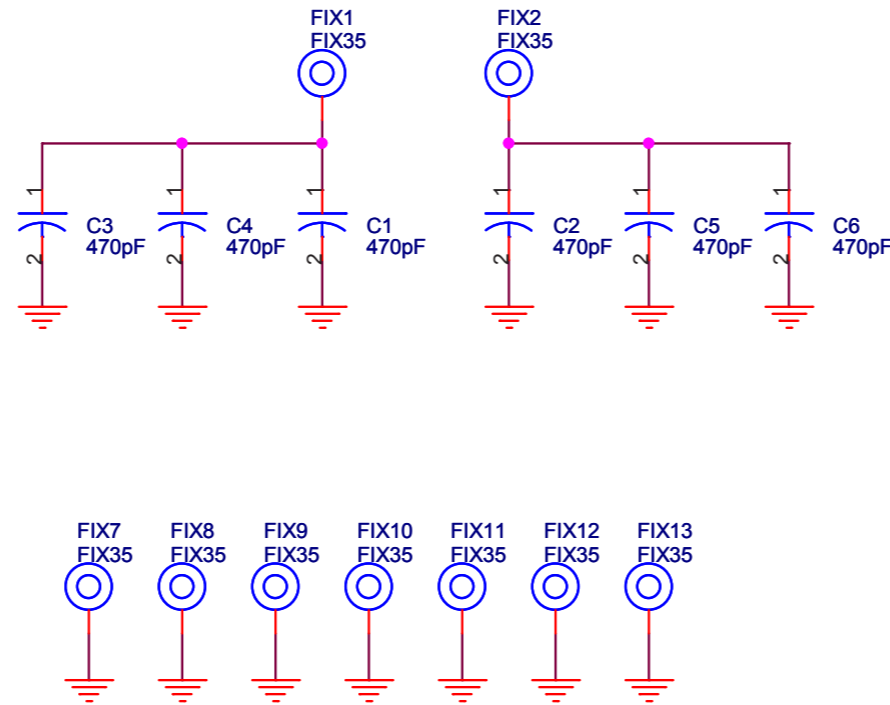 FIX1
FIX35
FIX2
FIX35
1
1
1
1
1
1
C3
470pF
C4
470pF
C1
470pF
C2
470pF
C5
470pF
C6
470pF
2
2
2
2
2
2
FIX7
FIX35
FIX8
FIX35
FIX9
FIX35
FIX10
FIX35
FIX11
FIX35
FIX12
FIX35
FIX13
FIX35